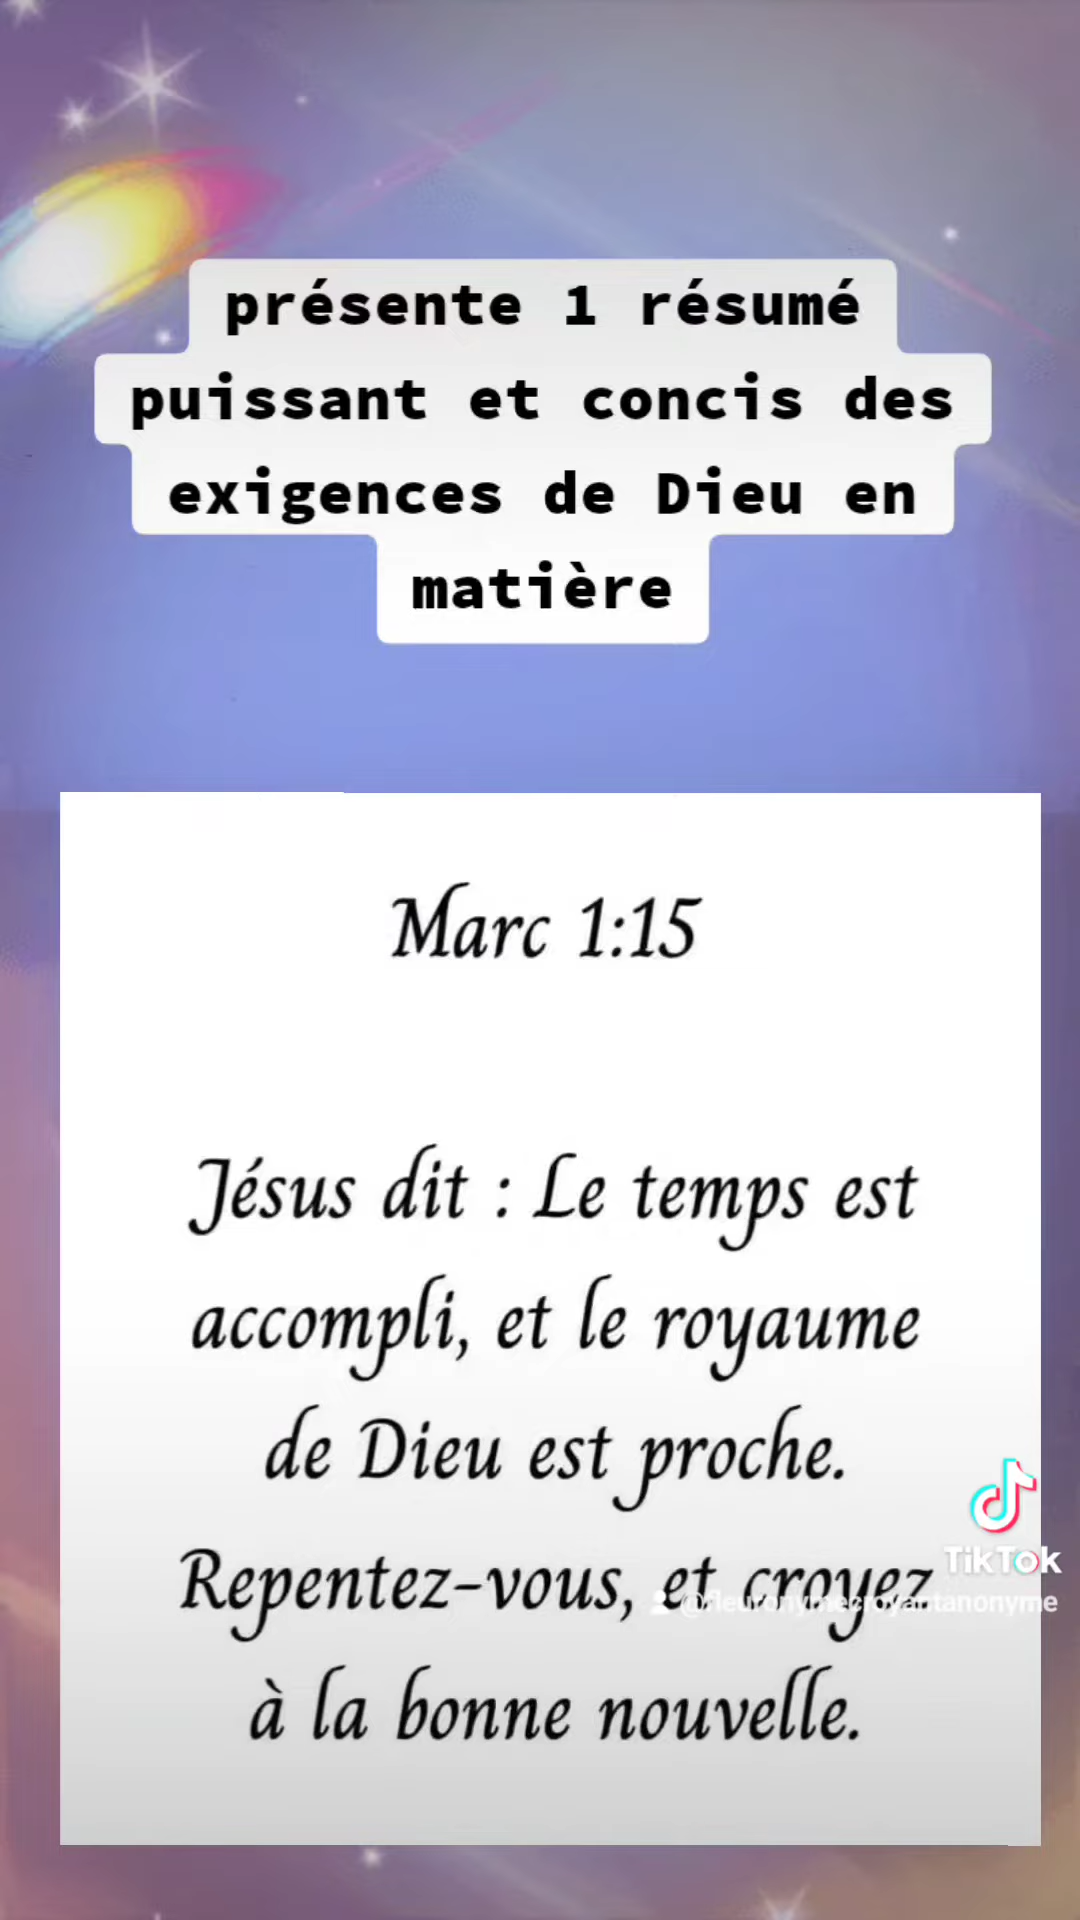 présente 1 résumé
puissant et concis des
exigences de Dieu en
matière
Marc 1:15
Jésus dit : Le temps est
accompli, et le royaume
de Dieu est proche.
Repentez-vous, et croyez
à la bonne nouvelle.
TikTok
@fleuronymecroyantanonyme